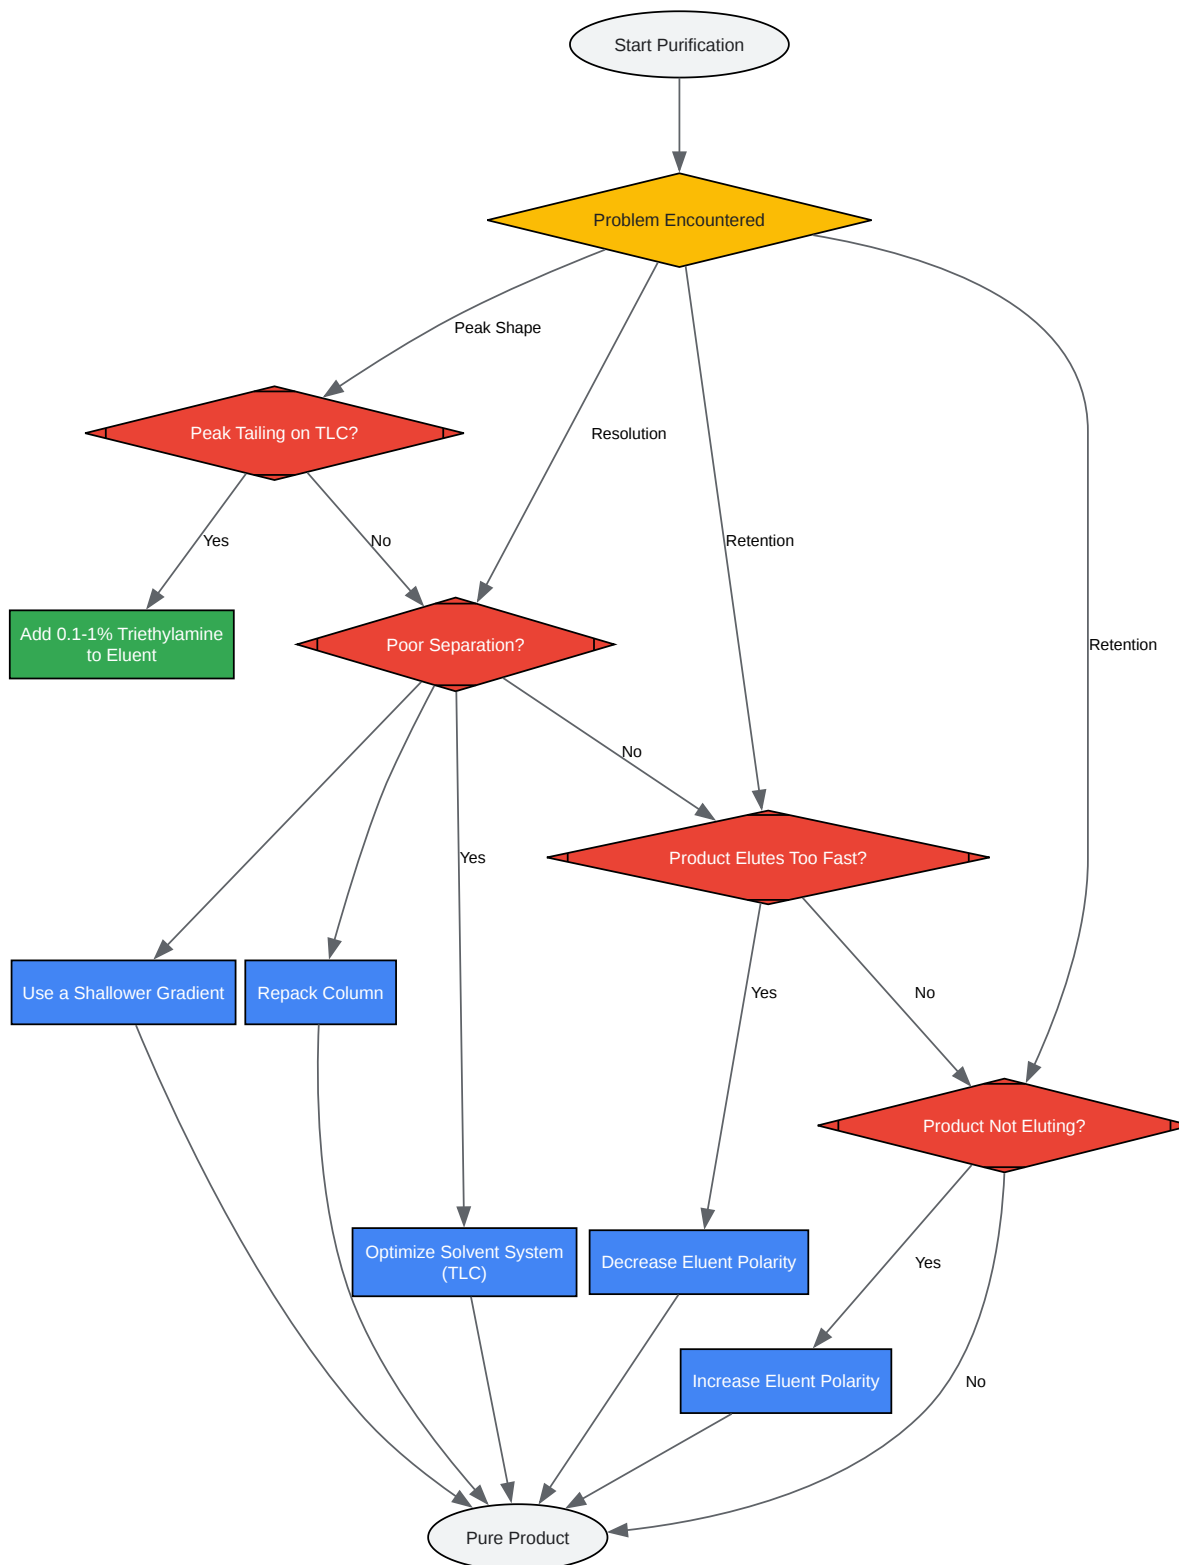 Start Purification
Problem Encountered
Peak Shape
Peak Tailing on TLC?
Resolution
Yes
No
Retention
Add 0.1-1% Triethylamine
to Eluent
Poor Separation?
Retention
No
Yes
Product Elutes Too Fast?
Use a Shallower Gradient
Repack Column
Yes
No
Product Not Eluting?
Optimize Solvent System
(TLC)
Decrease Eluent Polarity
Yes
Increase Eluent Polarity
No
Pure Product